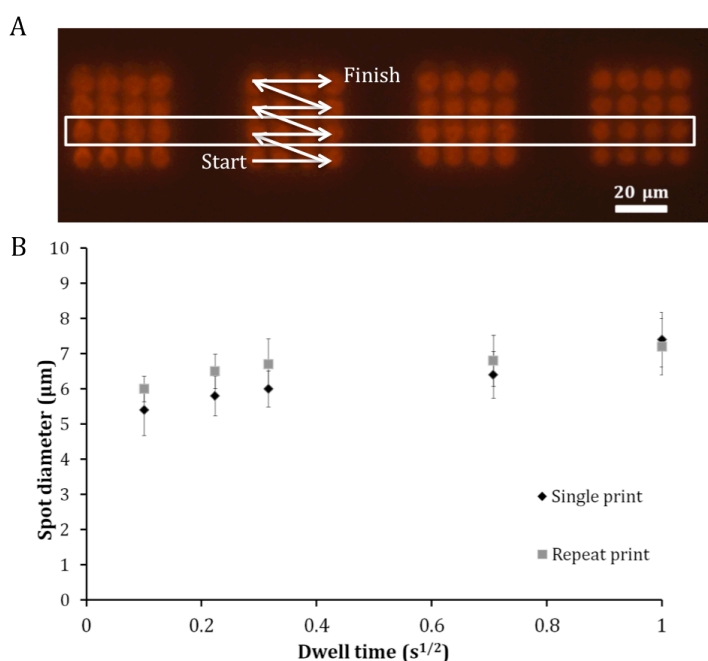 A
Finish
Start
20 µm
B
10
9
8
7
6
5
4
3
2
1
0
Spot diameter (µm)
Single print
Repeat print
0
0.2
0.4
0.6
0.8
1
Dwell time (s1/2)